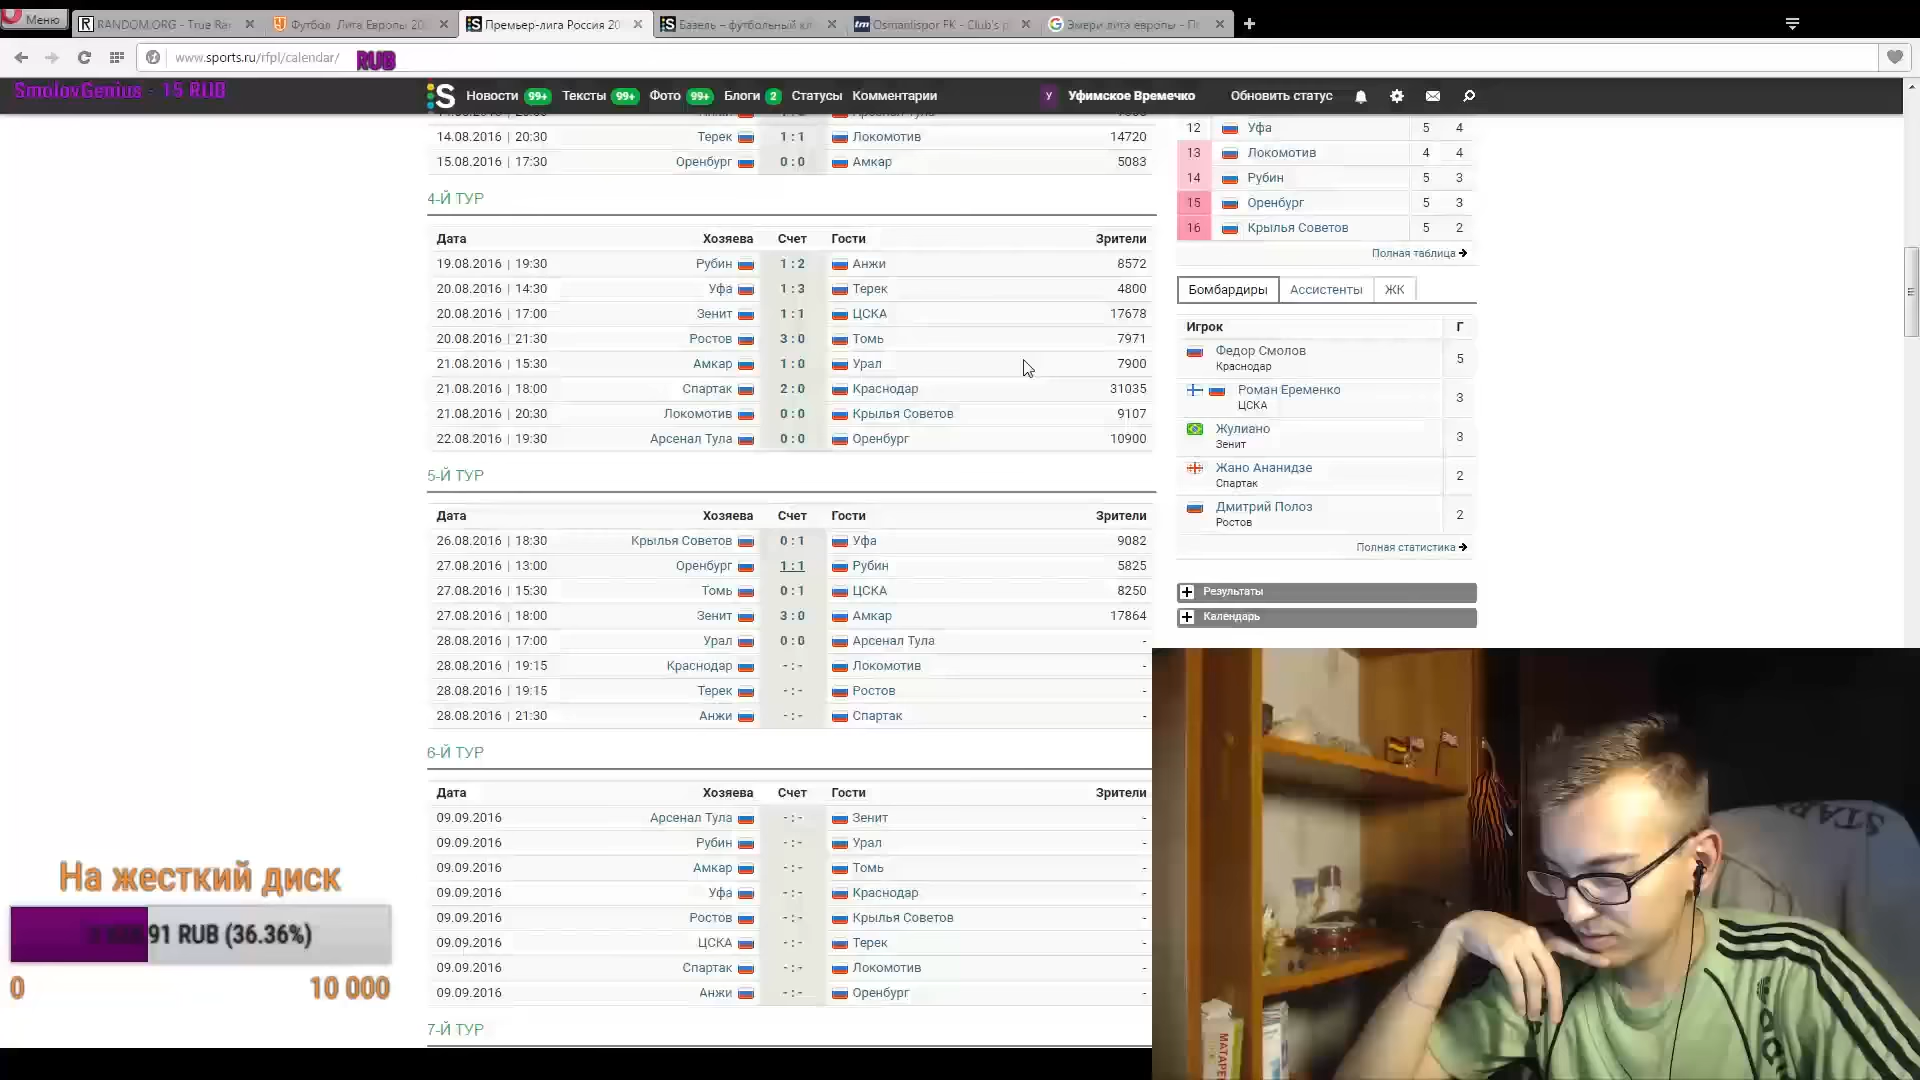 Меню
RANDOM.ORG - True Ran
Футбол. Лига Европы 20
Премьер-лига Россия 20
Базель – футбольный кл
Osmanlispor FK - Club's p
Эмери лига европы - П
www.sports.ru/rfpl/calendar/
RUB
SmolovGenius - 15 RUB
Новости 99+ Тексты 99+ Фото 99+ Блоги 2 Статусы Комментарии
У Уфимское Времечко Обновить статус
14.08.2016 | 20:30 Терек 1 : 1 Локомотив 14720
15.08.2016 | 17:30 Оренбург 0 : 0 Амкар 5083
4-Й ТУР
Дата Хозяева Счет Гости Зрители
19.08.2016 | 19:30 Рубин 1 : 2 Анжи 8572
20.08.2016 | 14:30 Уфа 1 : 3 Терек 4800
20.08.2016 | 17:00 Зенит 1 : 1 ЦСКА 17678
20.08.2016 | 21:30 Ростов 3 : 0 Томь 7971
21.08.2016 | 15:30 Амкар 1 : 0 Урал 7900
21.08.2016 | 18:00 Спартак 2 : 0 Краснодар 31035
21.08.2016 | 20:30 Локомотив 0 : 0 Крылья Советов 9107
22.08.2016 | 19:30 Арсенал Тула 0 : 0 Оренбург 10900
5-Й ТУР
Дата Хозяева Счет Гости Зрители
26.08.2016 | 18:30 Крылья Советов 0 : 1 Уфа 9082
27.08.2016 | 13:00 Оренбург 1 : 1 Рубин 5825
27.08.2016 | 15:30 Томь 0 : 1 ЦСКА 8250
27.08.2016 | 18:00 Зенит 3 : 0 Амкар 17864
28.08.2016 | 17:00 Урал 0 : 0 Арсенал Тула -
28.08.2016 | 19:15 Краснодар - : - Локомотив -
28.08.2016 | 19:15 Терек - : - Ростов -
28.08.2016 | 21:30 Анжи - : - Спартак -
6-Й ТУР
Дата Хозяева Счет Гости Зрители
09.09.2016 Арсенал Тула - : - Зенит -
09.09.2016 Рубин - : - Урал -
09.09.2016 Амкар - : - Томь -
09.09.2016 Уфа - : - Краснодар -
09.09.2016 Ростов - : - Крылья Советов -
09.09.2016 ЦСКА - : - Терек -
09.09.2016 Спартак - : - Локомотив -
09.09.2016 Анжи - : - Оренбург -
7-Й ТУР
12 Уфа 5 4
13 Локомотив 4 4
14 Рубин 5 3
15 Оренбург 5 3
16 Крылья Советов 5 2
Полная таблица
Бомбардиры Ассистенты ЖК
Игрок Г
Федор Смолов 5
Краснодар
Роман Еременко 3
ЦСКА
Жулиано 3
Зенит
Жано Ананидзе 2
Спартак
Дмитрий Полоз 2
Ростов
Полная статистика
Результаты
Календарь
На жесткий диск
91 RUB (36.36%)
0 10 000
STAR